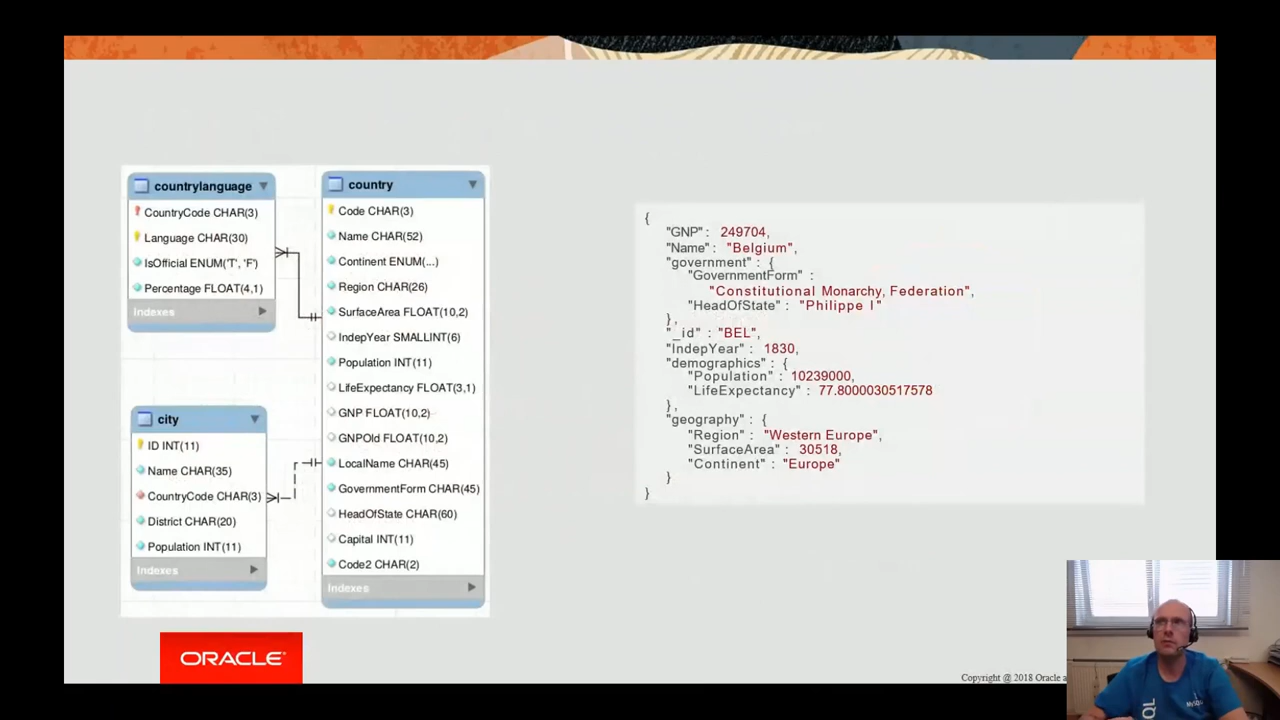 countrylanguage
CountryCode CHAR(3)
Language CHAR(30)
IsOfficial ENUM('T', 'F')
Percentage FLOAT(4,1)
Indexes
country
Code CHAR(3)
Name CHAR(52)
Continent ENUM(...)
Region CHAR(26)
SurfaceArea FLOAT(10,2)
IndepYear SMALLINT(6)
Population INT(11)
LifeExpectancy FLOAT(3,1)
GNP FLOAT(10,2)
GNPOld FLOAT(10,2)
LocalName CHAR(45)
GovernmentForm CHAR(45)
HeadOfState CHAR(60)
Capital INT(11)
Code2 CHAR(2)
Indexes
city
ID INT(11)
Name CHAR(35)
CountryCode CHAR(3)
District CHAR(20)
Population INT(11)
Indexes
{
"GNP" : 249704,
"Name" : "Belgium",
"government" : {
"GovernmentForm" :
"Constitutional Monarchy, Federation",
"HeadOfState" : "Philippe I"
},
"_id" : "BEL",
"IndepYear" : 1830,
"demographics" : {
"Population" : 10239000,
"LifeExpectancy" : 77.8000030517578
},
"geography" : {
"Region" : "Western Europe",
"SurfaceArea" : 30518,
"Continent" : "Europe"
}
}
ORACLE
Copyright @ 2018 Oracle
MySQL